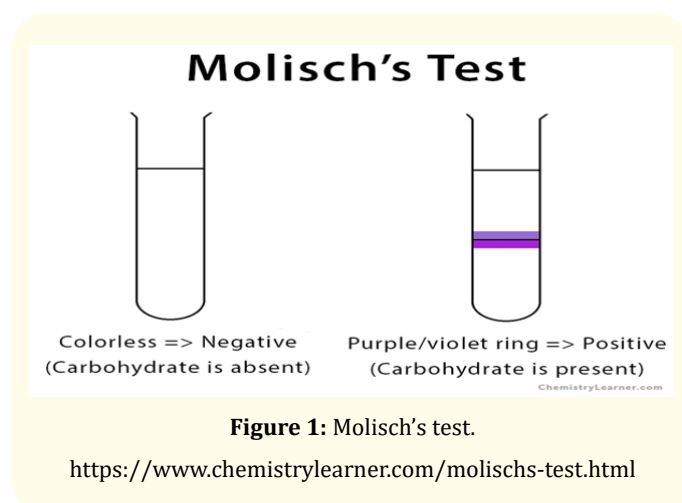 Molisch's Test
Colorless => Negative
(Carbohydrate is absent)
Purple/violet ring => Positive
(Carbohydrate is present)
ChemistryLearner.com
Figure 1: Molisch's test.
https://www.chemistrylearner.com/molischs-test.html